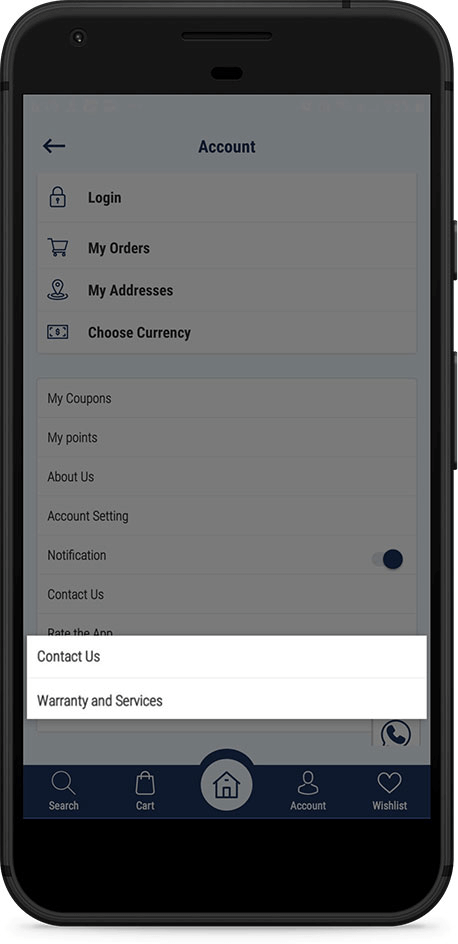 Account
Login
My Orders
My Addresses
Choose Currency
My Coupons
My points
About Us
Account Setting
Notification
Contact Us
Rate the App
Contact Us
Warranty and Services
Search
Cart
Account
Wishlist